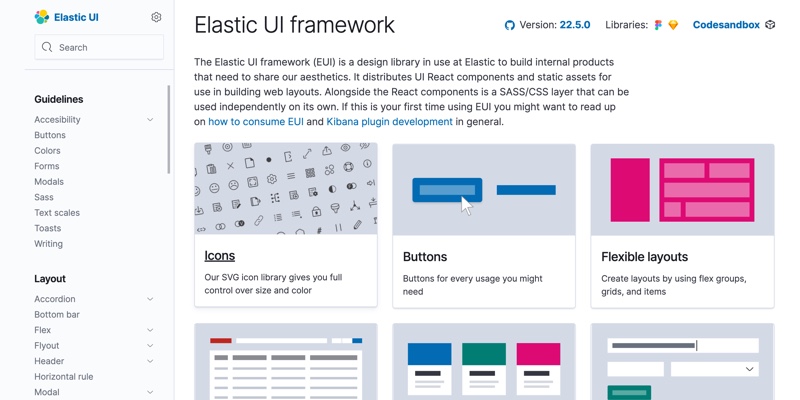 Elastic UI
Search
Guidelines
Accesibility
Buttons
Colors
Forms
Modals
Sass
Text scales
Toasts
Writing
Layout
Accordion
Bottom bar
Flex
Flyout
Header
Horizontal rule
Modal
Elastic UI framework
Version: 22.5.0
Libraries:
Codesandbox
The Elastic UI framework (EUI) is a design library in use at Elastic to build internal products
that need to share our aesthetics. It distributes UI React components and static assets for
use in building web layouts. Alongside the React components is a SASS/CSS layer that can be
used independently on its own. If this is your first time using EUI you might want to read up
on how to consume EUI and Kibana plugin development in general.
Icons
Our SVG icon library gives you full
control over size and color
Buttons
Buttons for every usage you might
need
Flexible layouts
Create layouts by using flex groups,
grids, and items